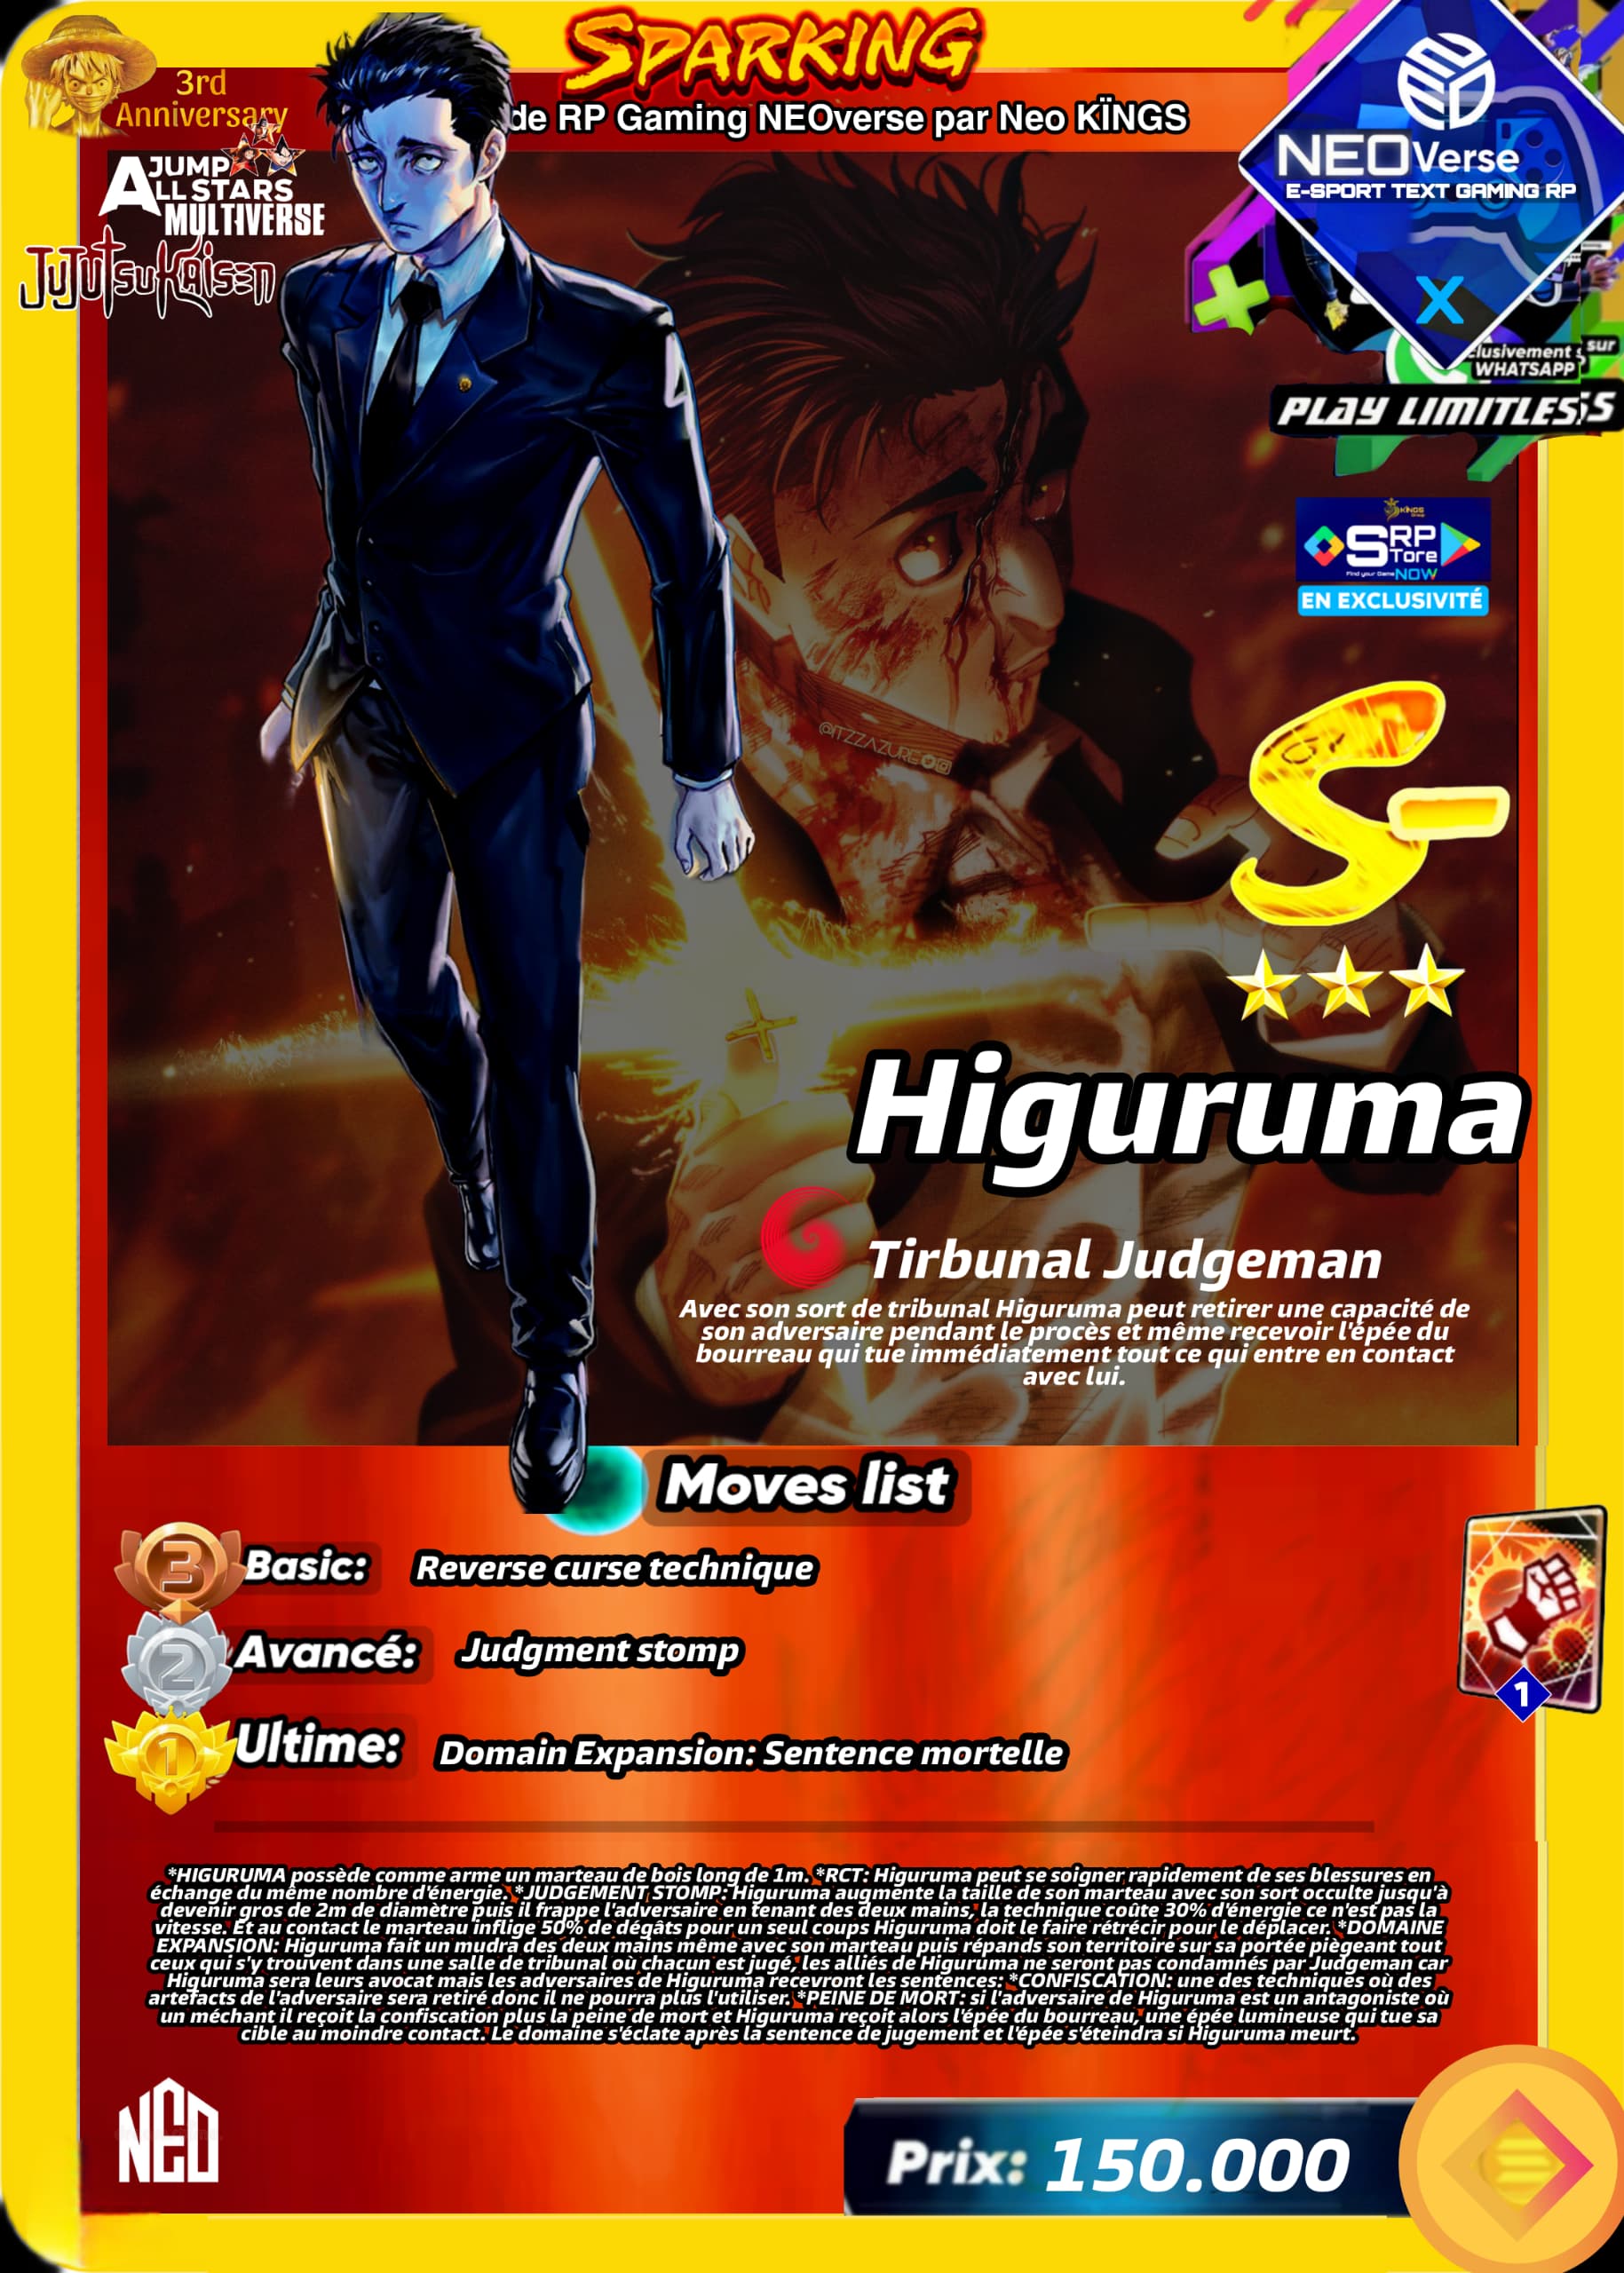 3rd
Anniversary
SPARKING
de RP Gaming NEOverse par Neo KÏNGS
JUMP
ALL STARS
MULTIVERSE
JUJUTSU KAISEN
NEOVerse
E-SPORT TEXT GAMING RP
X
clusivement sur
WHATSAPP
PLAY LIMITLESS
KINGS
SRP
Tore
Find your Game NOW
EN EXCLUSIVITÉ
@ITZZAZURE
S-
Higuruma
Tirbunal Judgeman
Avec son sort de tribunal Higuruma peut retirer une capacité de
son adversaire pendant le procès et même recevoir l'épée du
bourreau qui tue immédiatement tout ce qui entre en contact
avec lui.
Moves list
3 Basic: Reverse curse technique
2 Avancé: Judgment stomp
1 Ultime: Domain Expansion: Sentence mortelle
1
*HIGURUMA possède comme arme un marteau de bois long de 1m. *RCT: Higuruma peut se soigner rapidement de ses blessures en
échange du même nombre d'énergie. *JUDGEMENT STOMP: Higuruma augmente la taille de son marteau avec son sort occulte jusqu'à
devenir gros de 2m de diamètre puis il frappe l'adversaire en tenant des deux mains, la technique coûte 30% d'énergie ce n'est pas la
vitesse. Et au contact le marteau inflige 50% de dégâts pour un seul coups Higuruma doit le faire rétrécir pour le déplacer. *DOMAINE
EXPANSION: Higuruma fait un mudra des deux mains même avec son marteau puis répands son territoire sur sa portée piègeant tout
ceux qui s'y trouvent dans une salle de tribunal où chacun est jugé, les alliés de Higuruma ne seront pas condamnés par Judgeman car
Higuruma sera leurs avocat mais les adversaires de Higuruma recevront les sentences: *CONFISCATION: une des techniques où des
artefacts de l'adversaire sera retiré donc il ne pourra plus l'utiliser. *PEINE DE MORT: si l'adversaire de Higuruma est un antagoniste où
un méchant il reçoit la confiscation plus la peine de mort et Higuruma reçoit alors l'épée du bourreau, une épée lumineuse qui tue sa
cible au moindre contact. Le domaine s'éclate après la sentence de jugement et l'épée s'éteindra si Higuruma meurt.
NEO
Prix: 150.000